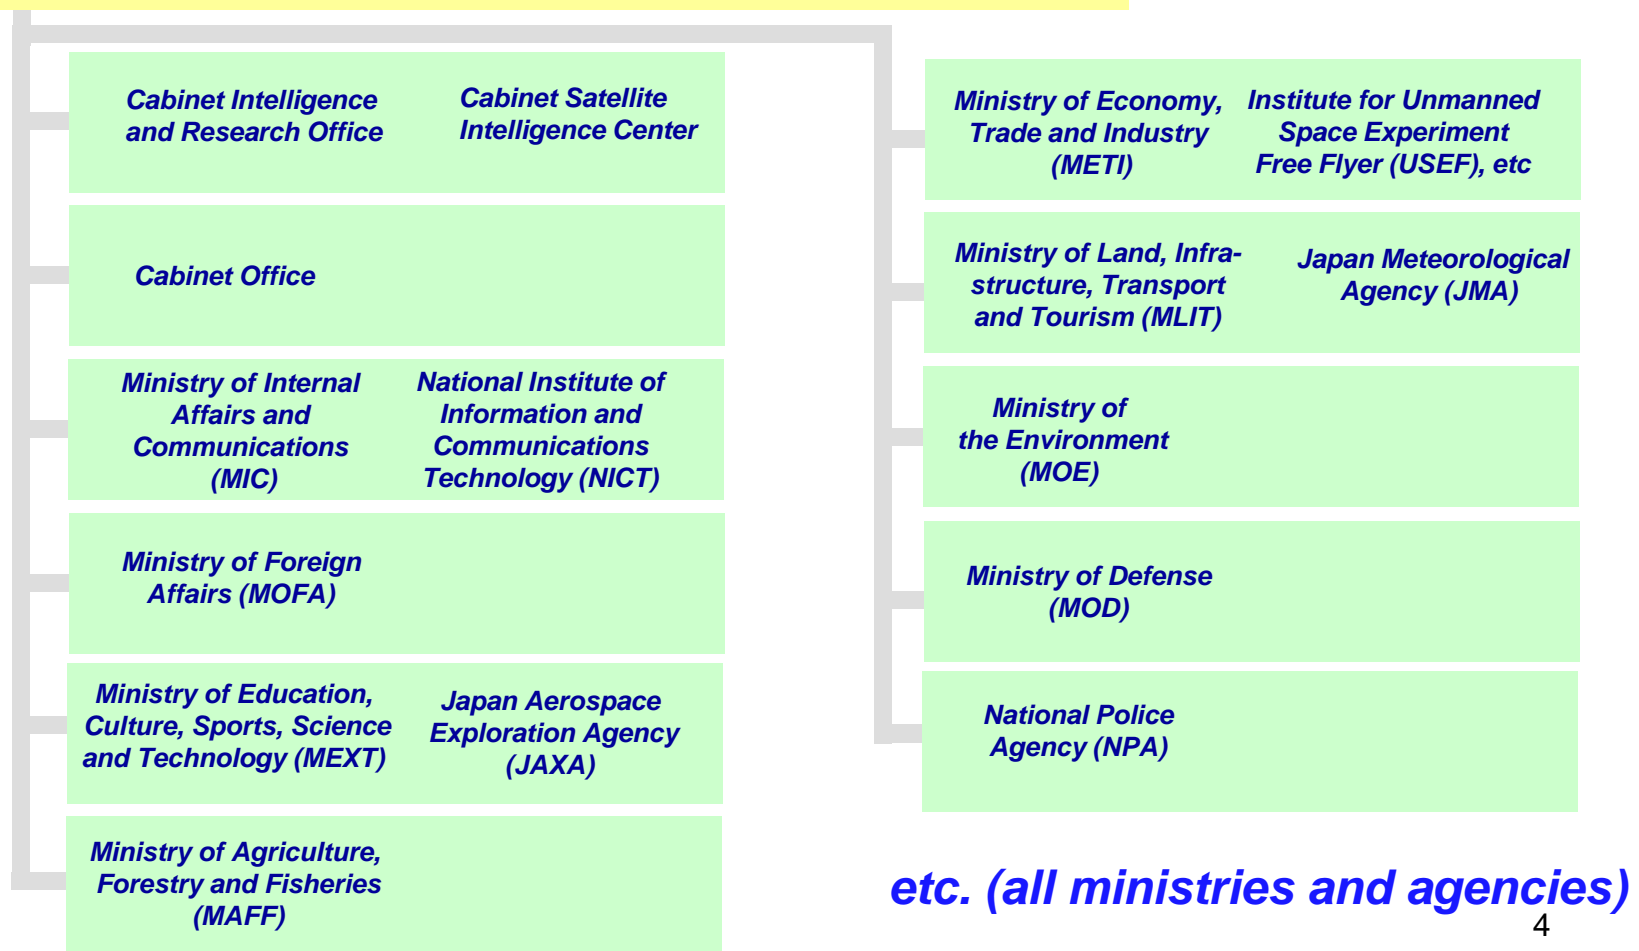 Cabinet Intelligence
and Research Office
Cabinet Satellite
Intelligence Center
Cabinet Office
Ministry of Internal
Affairs and
Communications
(MIC)
National Institute of
Information and
Communications
Technology (NICT)
Ministry of Foreign
Affairs (MOFA)
Ministry of Education,
Culture, Sports, Science
and Technology (MEXT)
Japan Aerospace
Exploration Agency
(JAXA)
Ministry of Agriculture,
Forestry and Fisheries
(MAFF)
Ministry of Economy,
Trade and Industry
(METI)
Institute for Unmanned
Space Experiment
Free Flyer (USEF), etc
Ministry of Land, Infra-
structure, Transport
and Tourism (MLIT)
Japan Meteorological
Agency (JMA)
Ministry of
the Environment
(MOE)
Ministry of Defense
(MOD)
National Police
Agency (NPA)
etc. (all ministries and agencies)
4